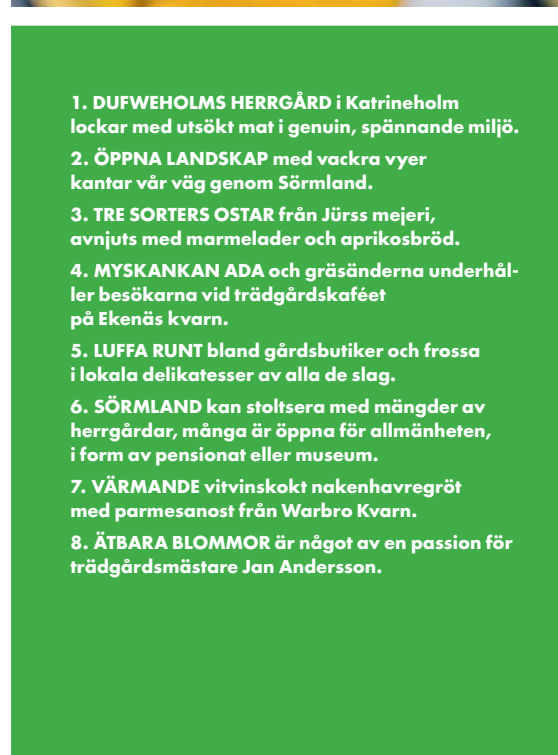 1. DUFWEHOLMS HERRGÅRD i Katrineholm
lockar med utsökt mat i genuin, spännande miljö.
2. ÖPPNA LANDSKAP med vackra vyer
kantar vår väg genom Sörmland.
3. TRE SORTERS OSTAR från Jürss mejeri,
avnjuts med marmelader och aprikosbröd.
4. MYSKANKAN ADA och gräsänderna underhål-
ler besökarna vid trädgårdskaféet
på Ekenäs kvarn.
5. LUFFA RUNT bland gårdsbutiker och frossa
i lokala delikatesser av alla de slag.
6. SÖRMLAND kan stoltsera med mängder av
herrgårdar, många är öppna för allmänheten,
i form av pensionat eller museum.
7. VÄRMANDE vitvinskokt nakenhavregröt
med parmesanost från Warbro Kvarn.
8. ÄTBARA BLOMMOR är något av en passion för
trädgårdsmästare Jan Andersson.